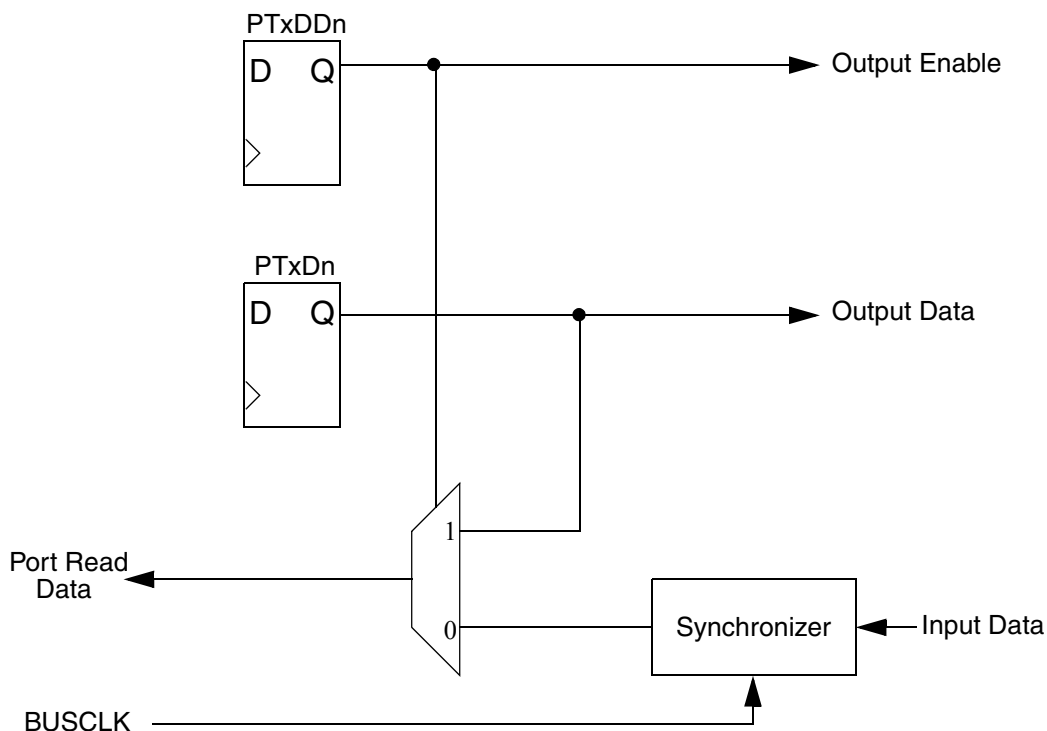 PTxDDn
D Q
Output Enable
PTxDn
D Q
Output Data
1
Port Read
Data
0
Synchronizer
Input Data
BUSCLK